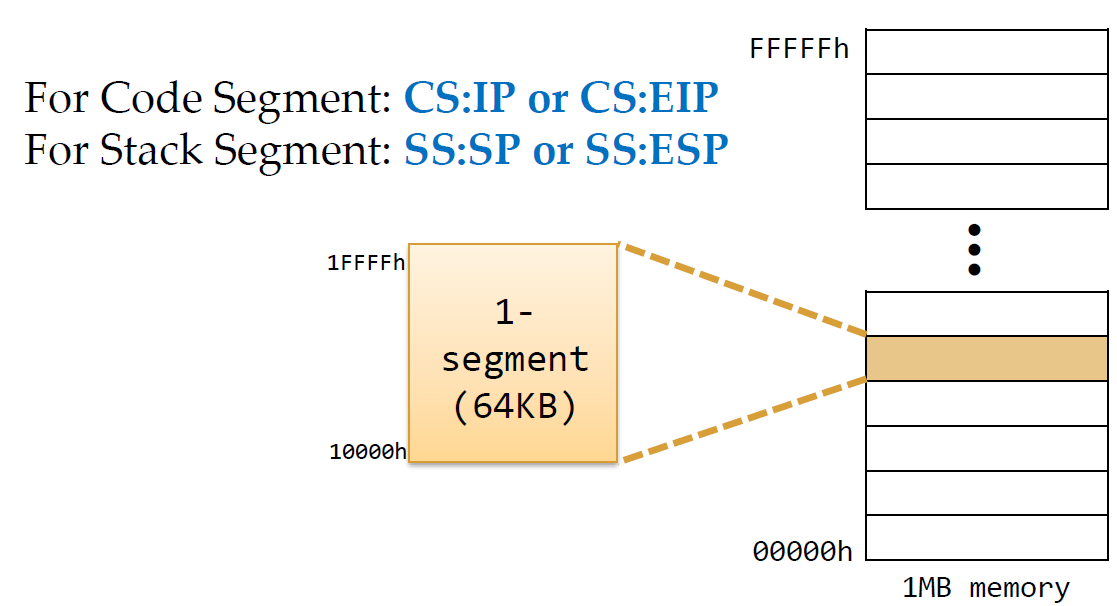 FFFFFh
For Code Segment: CS:IP or CS:EIP
For Stack Segment: SS:SP or SS:ESP
1FFFFh
1-
segment
(64KB)
10000h
00000h
1MB memory